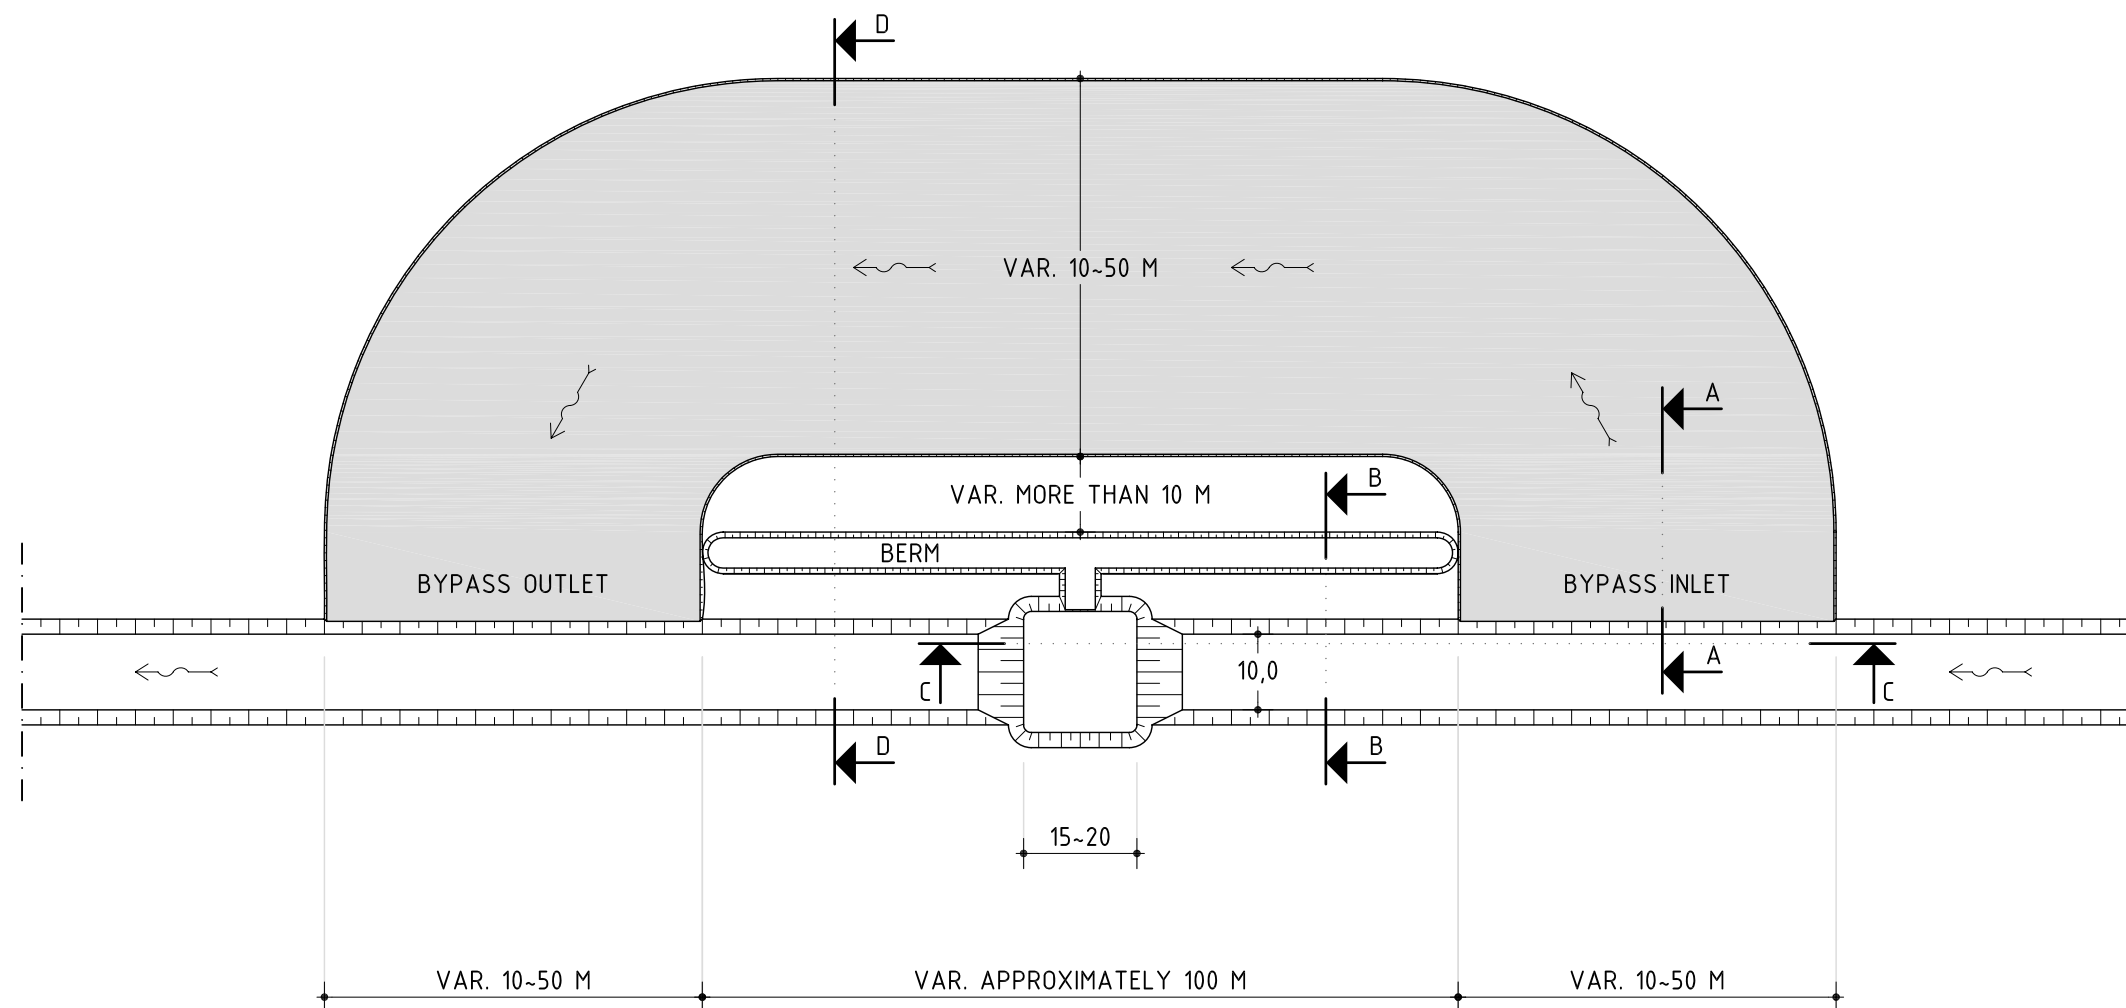 D
VAR. 10~50 M
A
B
VAR. MORE THAN 10 M
BERM
BYPASS OUTLET
BYPASS INLET
10,0
A
C
C
D
B
15~20
VAR. 10~50 M
VAR. APPROXIMATELY 100 M
VAR. 10~50 M